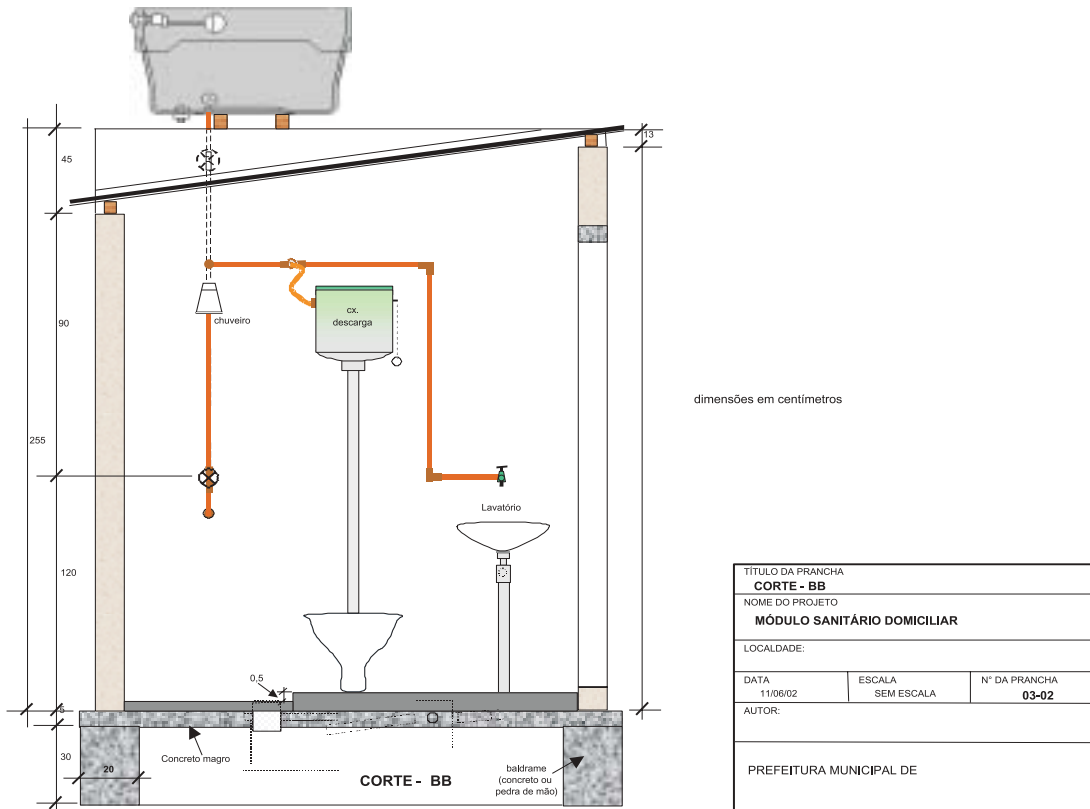 45
13
chuveiro
cx.
descarga
90
dimensões em centímetros
255
Lavatório
120
0,5
5
30
20
Concreto magro
CORTE - BB
baldrame
(concreto ou
pedra de mão)
TÍTULO DA PRANCHA
CORTE - BB
NOME DO PROJETO
MÓDULO SANITÁRIO DOMICILIAR
LOCALDADE:
DATA
11/06/02
ESCALA
SEM ESCALA
N° DA PRANCHA
03-02
AUTOR:
PREFEITURA MUNICIPAL DE